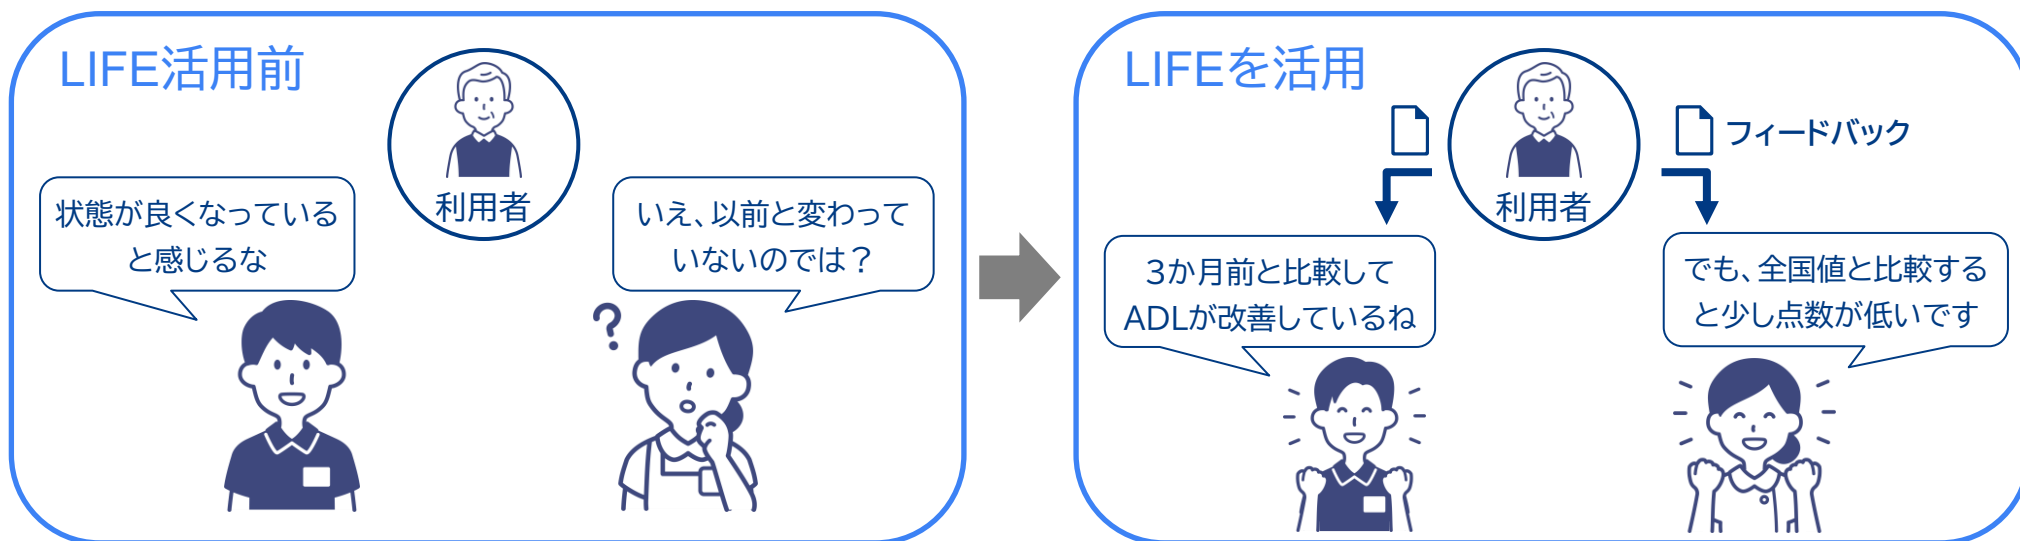 LIFE活用前
利用者
状態が良くなっている
と感じるな
いえ、以前と変わって
いないのでは？
LIFEを活用
フィードバック
利用者
３か月前と比較して
ADLが改善しているね
でも、全国値と比較する
と少し点数が低いです